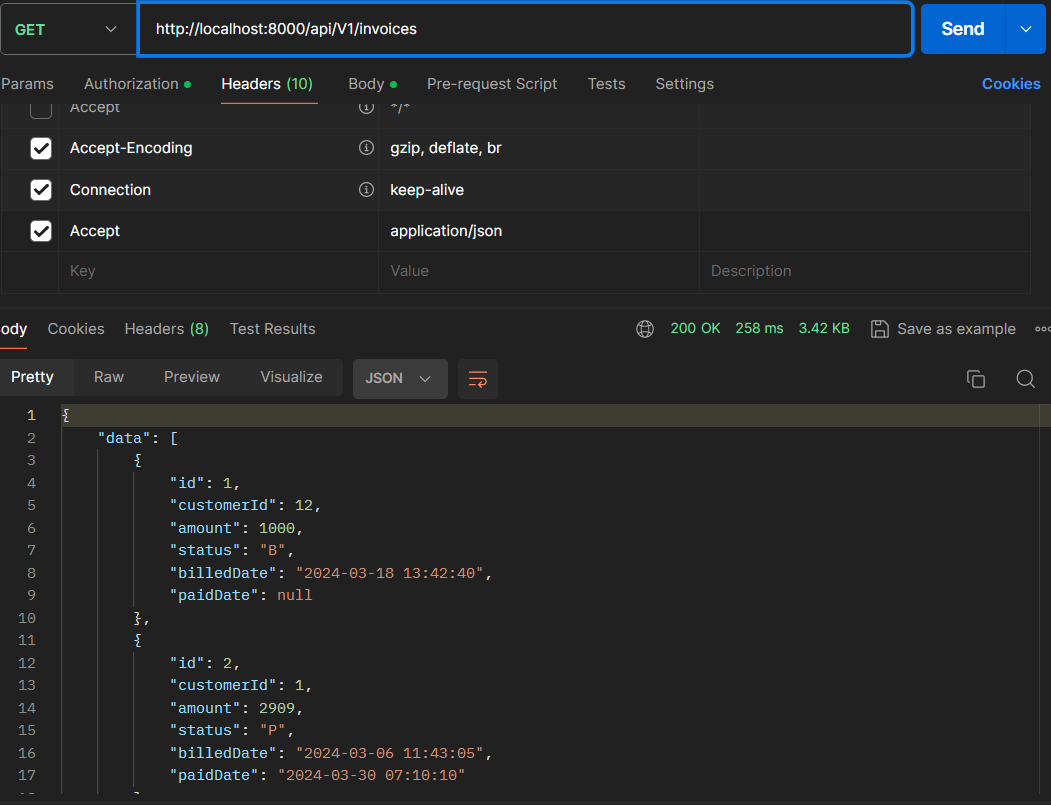 GET http://localhost:8000/api/V1/invoices Send
Params Authorization Headers (10) Body Pre-request Script Tests Settings Cookies
Accept */*
Accept-Encoding gzip, deflate, br
Connection keep-alive
Accept application/json
Key Value Description
ody Cookies Headers (8) Test Results 200 OK 258 ms 3.42 KB Save as example
Pretty Raw Preview Visualize JSON
1 {
2 "data": [
3 {
4 "id": 1,
5 "customerId": 12,
6 "amount": 1000,
7 "status": "B",
8 "billedDate": "2024-03-18 13:42:40",
9 "paidDate": null
10 },
11 {
12 "id": 2,
13 "customerId": 1,
14 "amount": 2909,
15 "status": "P",
16 "billedDate": "2024-03-06 11:43:05",
17 "paidDate": "2024-03-30 07:10:10"